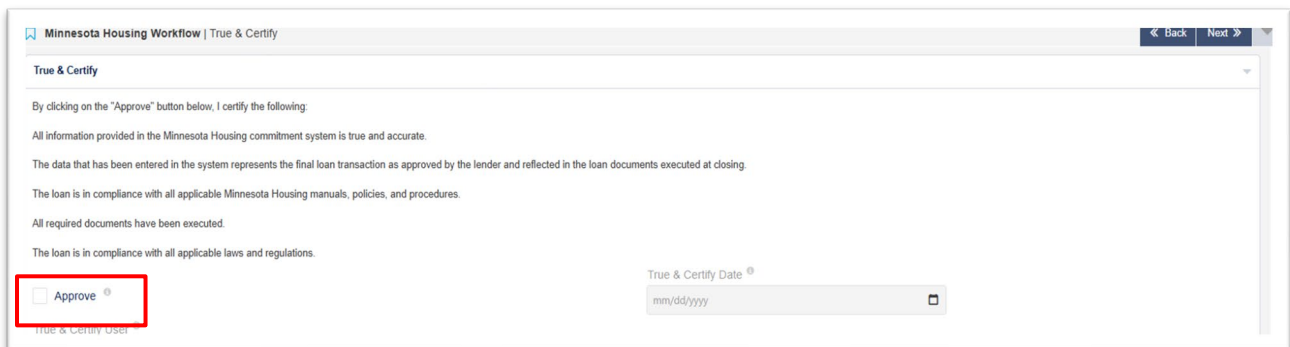 Minnesota Housing Workflow | True & Certify
« Back Next »
True & Certify
By clicking on the "Approve" button below, I certify the following:
All information provided in the Minnesota Housing commitment system is true and accurate.
The data that has been entered in the system represents the final loan transaction as approved by the lender and reflected in the loan documents executed at closing.
The loan is in compliance with all applicable Minnesota Housing manuals, policies, and procedures.
All required documents have been executed.
The loan is in compliance with all applicable laws and regulations.
True & Certify Date
Approve
mm/dd/yyyy
True & Certify User